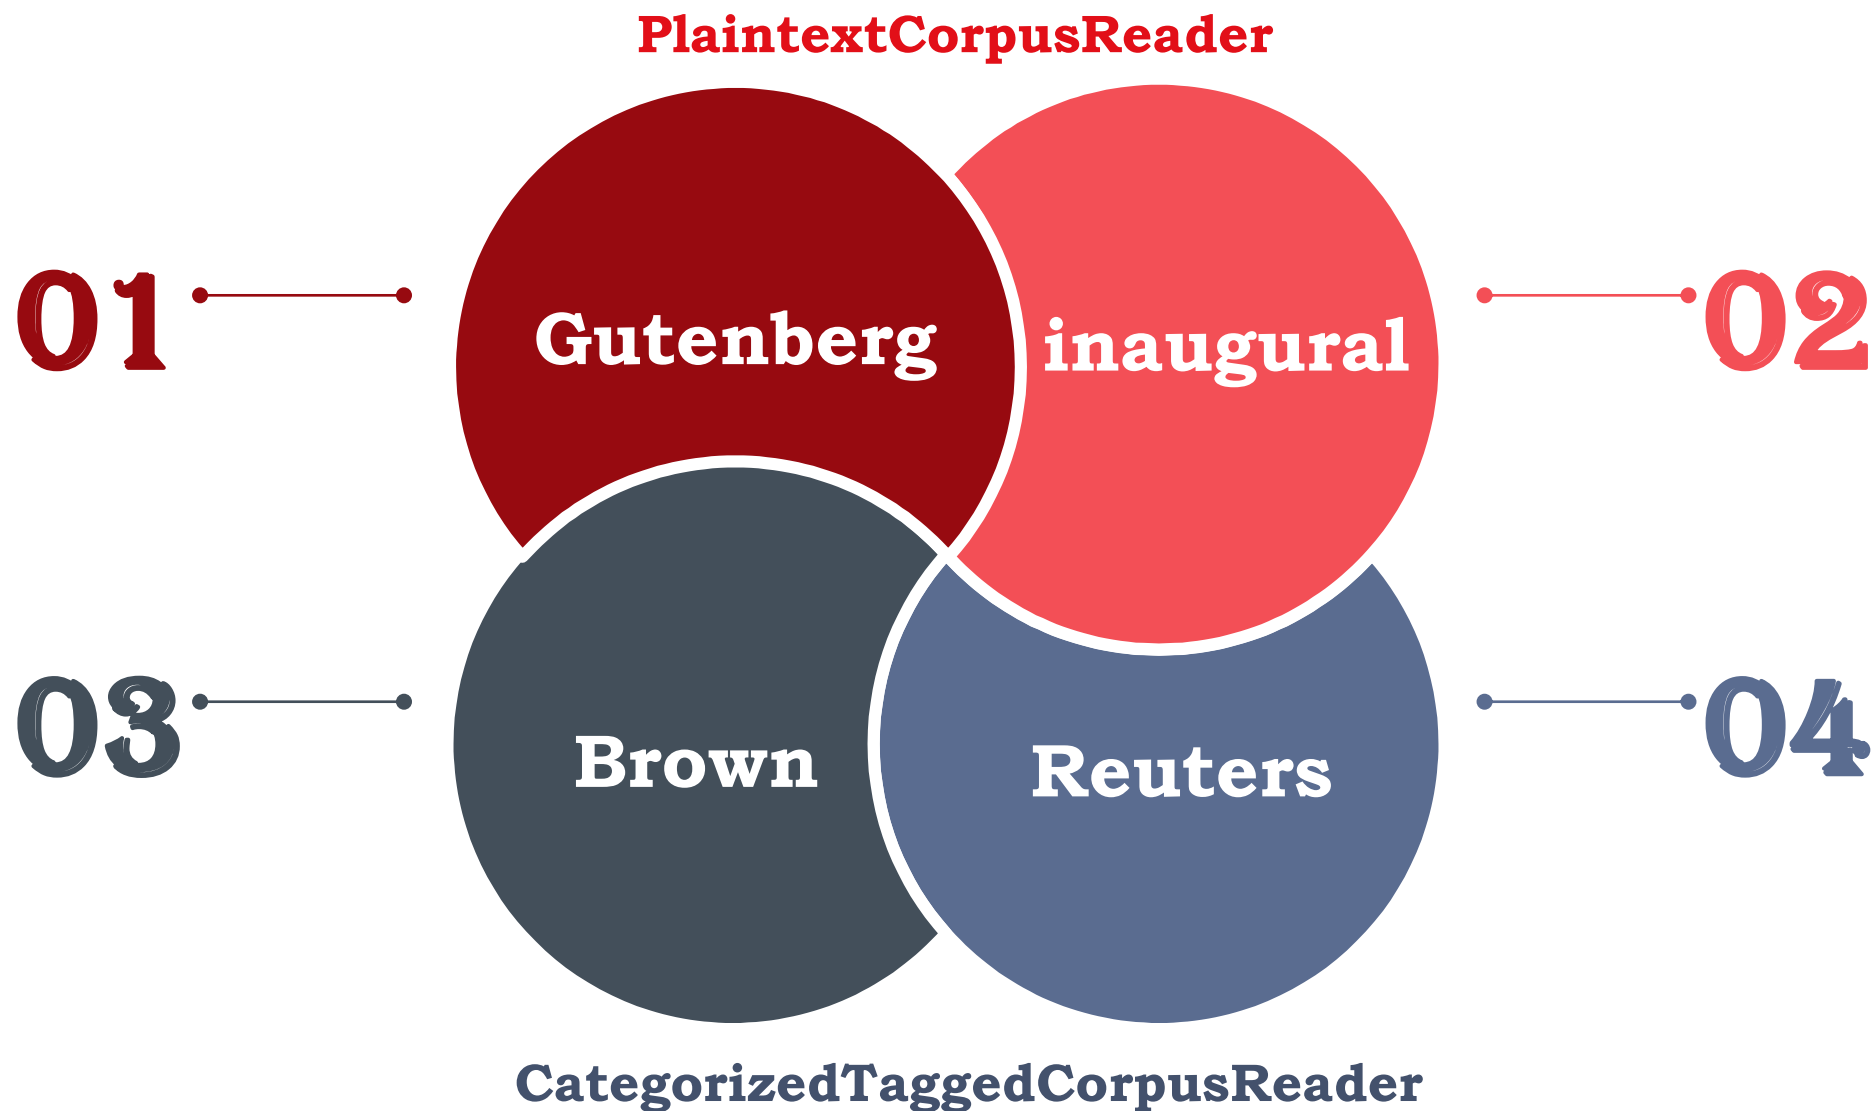 PlaintextCorpusReader
01
Gutenberg
inaugural
02
03
Brown
Reuters
04
CategorizedTaggedCorpusReader